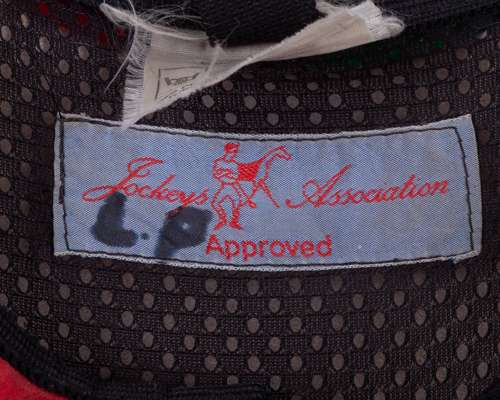 Jockeys Association
L.P
Approved